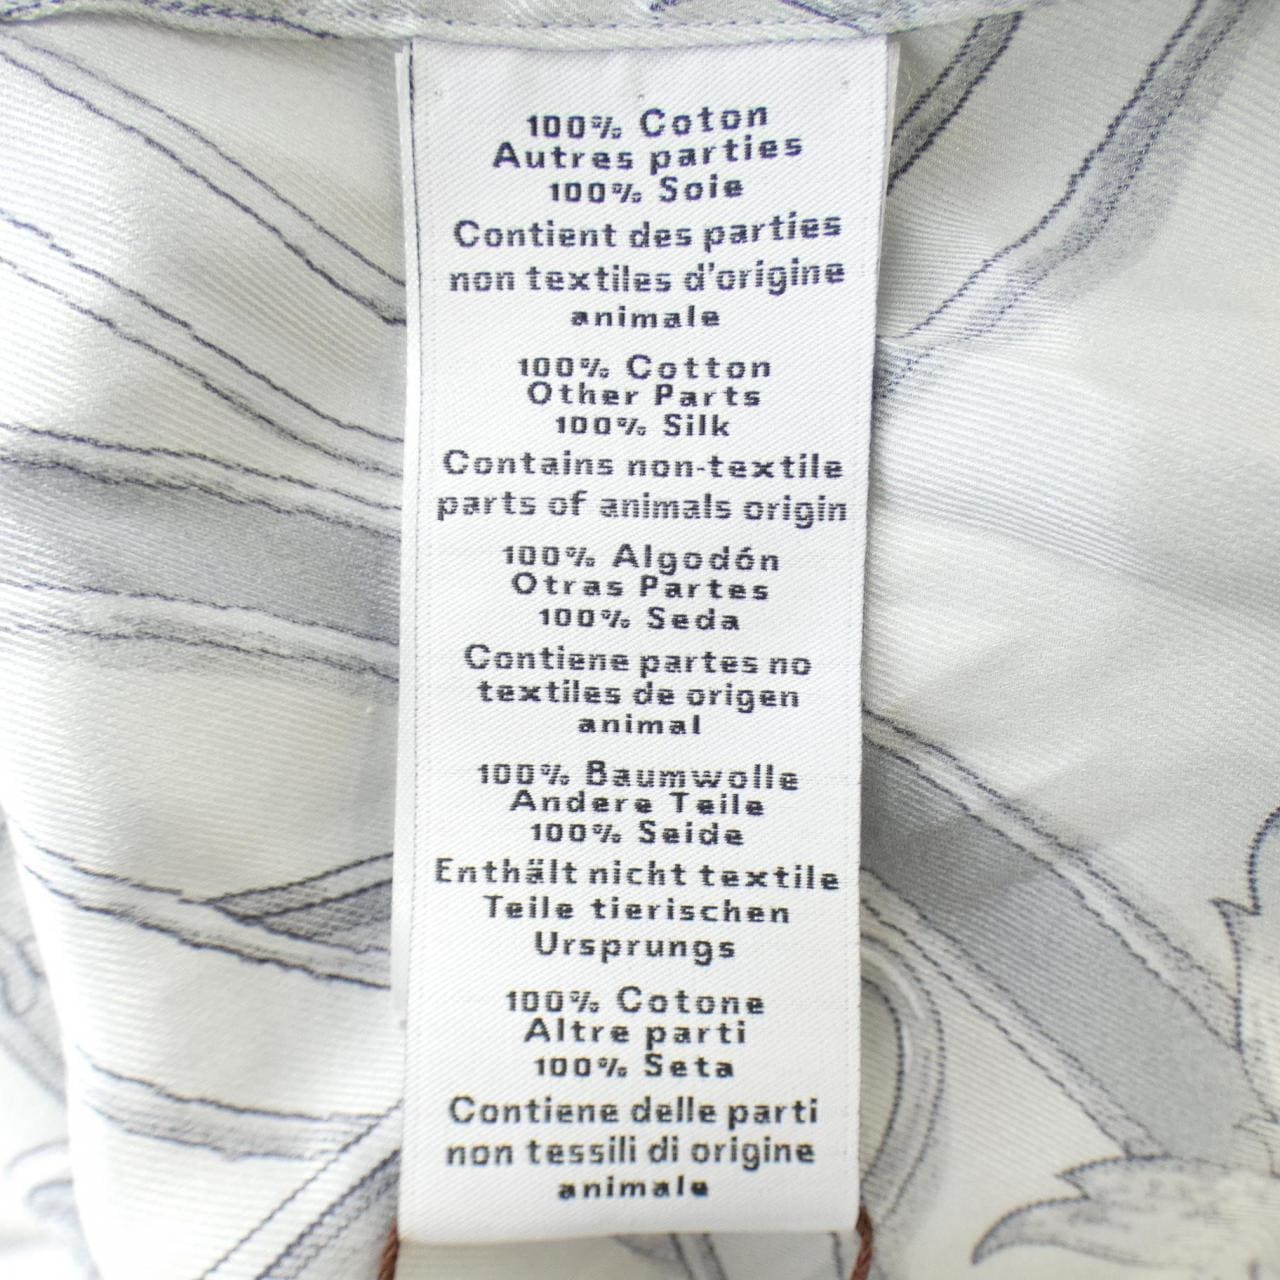 100% Coton
Autres parties
100% Soie
Contient des parties
non textiles d'origine
animale
100% Cotton
Other Parts
100% Silk
Contains non-textile
parts of animals origin
100% Algodón
Otras Partes
100% Seda
Contiene partes no
textiles de origen
animal
100% Baumwolle
Andere Teile
100% Seide
Enthält nicht textile
Teile tierischen
Ursprungs
100% Cotone
Altre parti
100% Seta
Contiene delle parti
non tessili di origine
animale